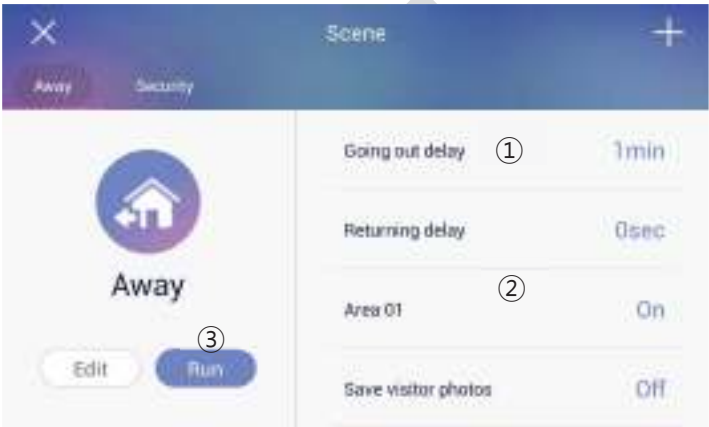 Scene
Away Security
Going out delay ① 1min
Returning delay 0sec
Away
②
Area 01 On
③
Edit Run
Save visitor photos Off